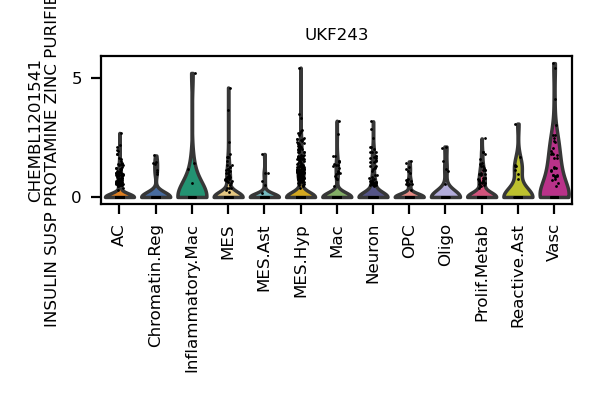 UKF243
CHEMBL1201541
INSULIN SUSP PROTAMINE ZINC PURIFIE
5
0
AC
Chromatin.Reg
Inflammatory.Mac
MES
MES.Ast
MES.Hyp
Mac
Neuron
OPC
Oligo
Prolif.Metab
Reactive.Ast
Vasc